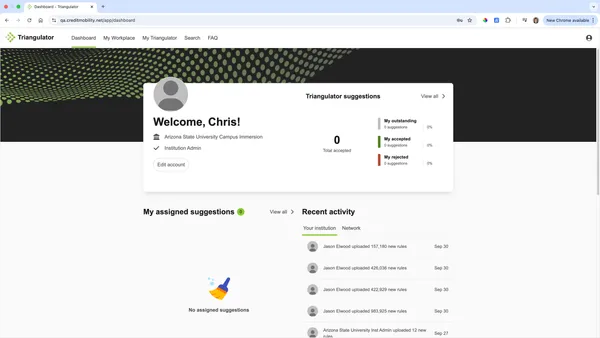 Dashboard – Triangulator
qa.creditmobility.net/app/dashboard
New Chrome available
Triangulator
Dashboard
My Workplace
My Triangulator
Search
FAQ
Welcome, Chris!
Arizona State University Campus Immersion
Institution Admin
Edit account
Triangulator suggestions
View all
0
Total accepted
My outstanding
0 suggestions
0%
My accepted
0 suggestions
0%
My rejected
0 suggestions
0%
My assigned suggestions
View all
No assigned suggestions
Recent activity
Your institution
Network
Jason Elwood uploaded 157,180 new rules
Sep 30
Jason Elwood uploaded 429,038 new rules
Sep 30
Jason Elwood uploaded 422,929 new rules
Sep 30
Jason Elwood uploaded 983,925 new rules
Sep 30
Arizona State University Inst Admin uploaded 12 new
rules
Sep 27